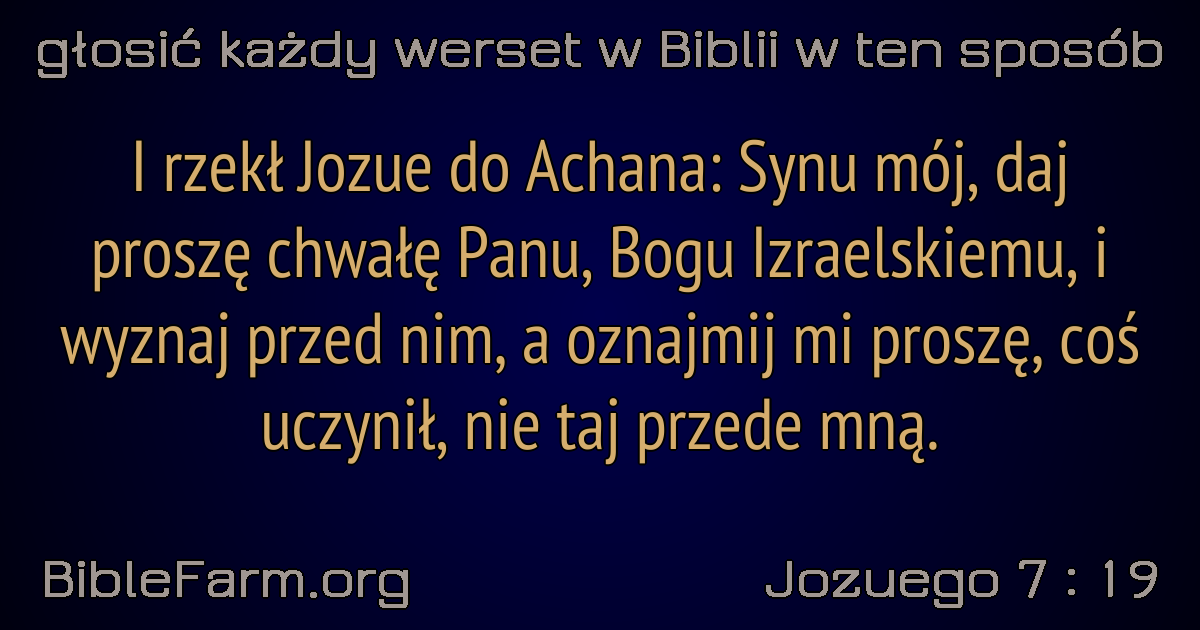 głosić każdy werset w Biblii w ten sposób
I rzekł Jozue do Achana: Synu mój, daj
proszę chwałę Panu, Bogu Izraelskiemu, i
wyznaj przed nim, a oznajmij mi proszę, coś
uczynił, nie taj przede mną.
BibleFarm.org
Jozuego 7 : 19